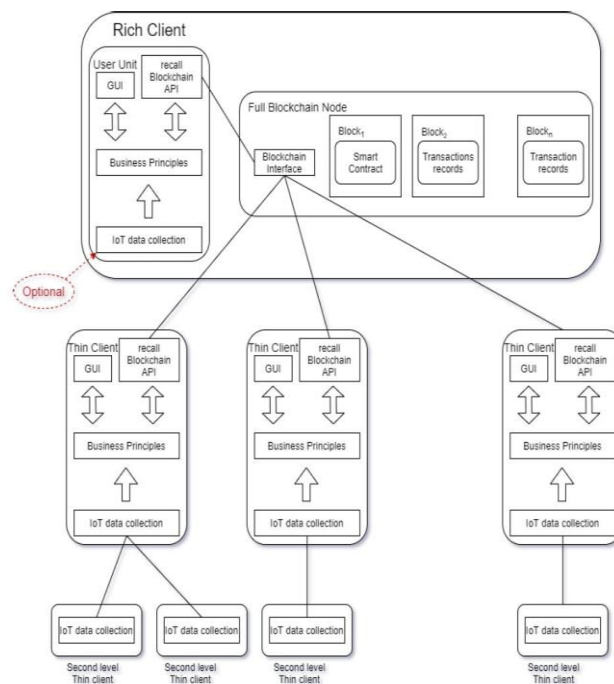 Rich Client
User Unit
GUI
recall
Blockchain
API
Business Principles
IoT data collection
Optional
Full Blockchain Node
Blockchain
Interface
Block1
Smart
Contract
Block2
Transactions
records
Blockn
Transaction
records
Thin Client
GUI
recall
Blockchain
API
Business Principles
IoT data collection
Thin Client
GUI
recall
Blockchain
API
Business Principles
IoT data collection
Thin Client
GUI
recall
Blockchain
API
Business Principles
IoT data collection
IoT data collection
Second level
Thin client
IoT data collection
Second level
Thin client
IoT data collection
Second level
Thin client
IoT data collection
Second level
Thin client